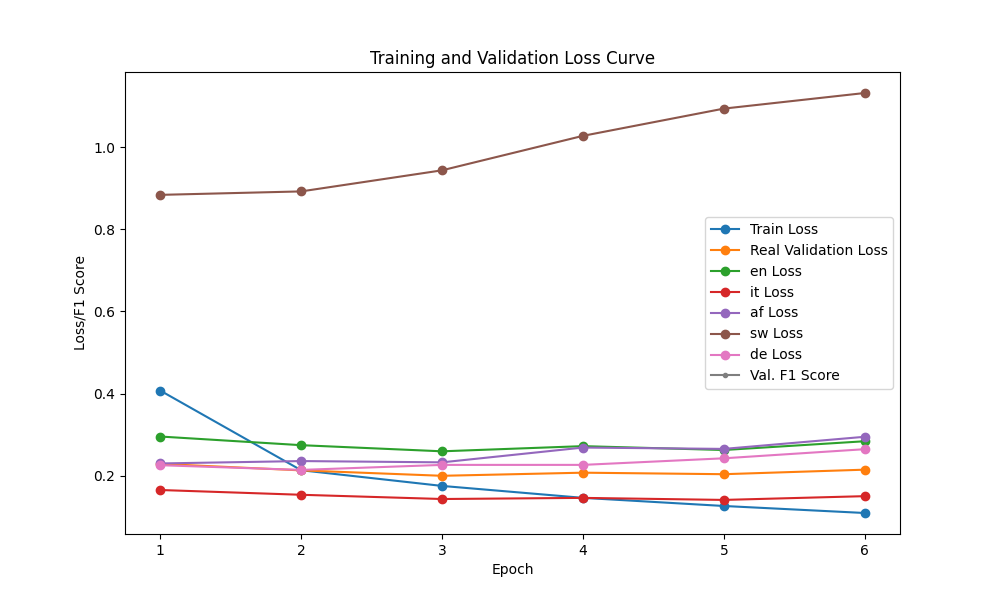 Training and Validation Loss Curve
Loss/F1 Score
1.0
0.8
0.6
0.4
0.2
Train Loss
Real Validation Loss
en Loss
it Loss
af Loss
sw Loss
de Loss
Val. F1 Score
1 2 3 4 5 6
Epoch